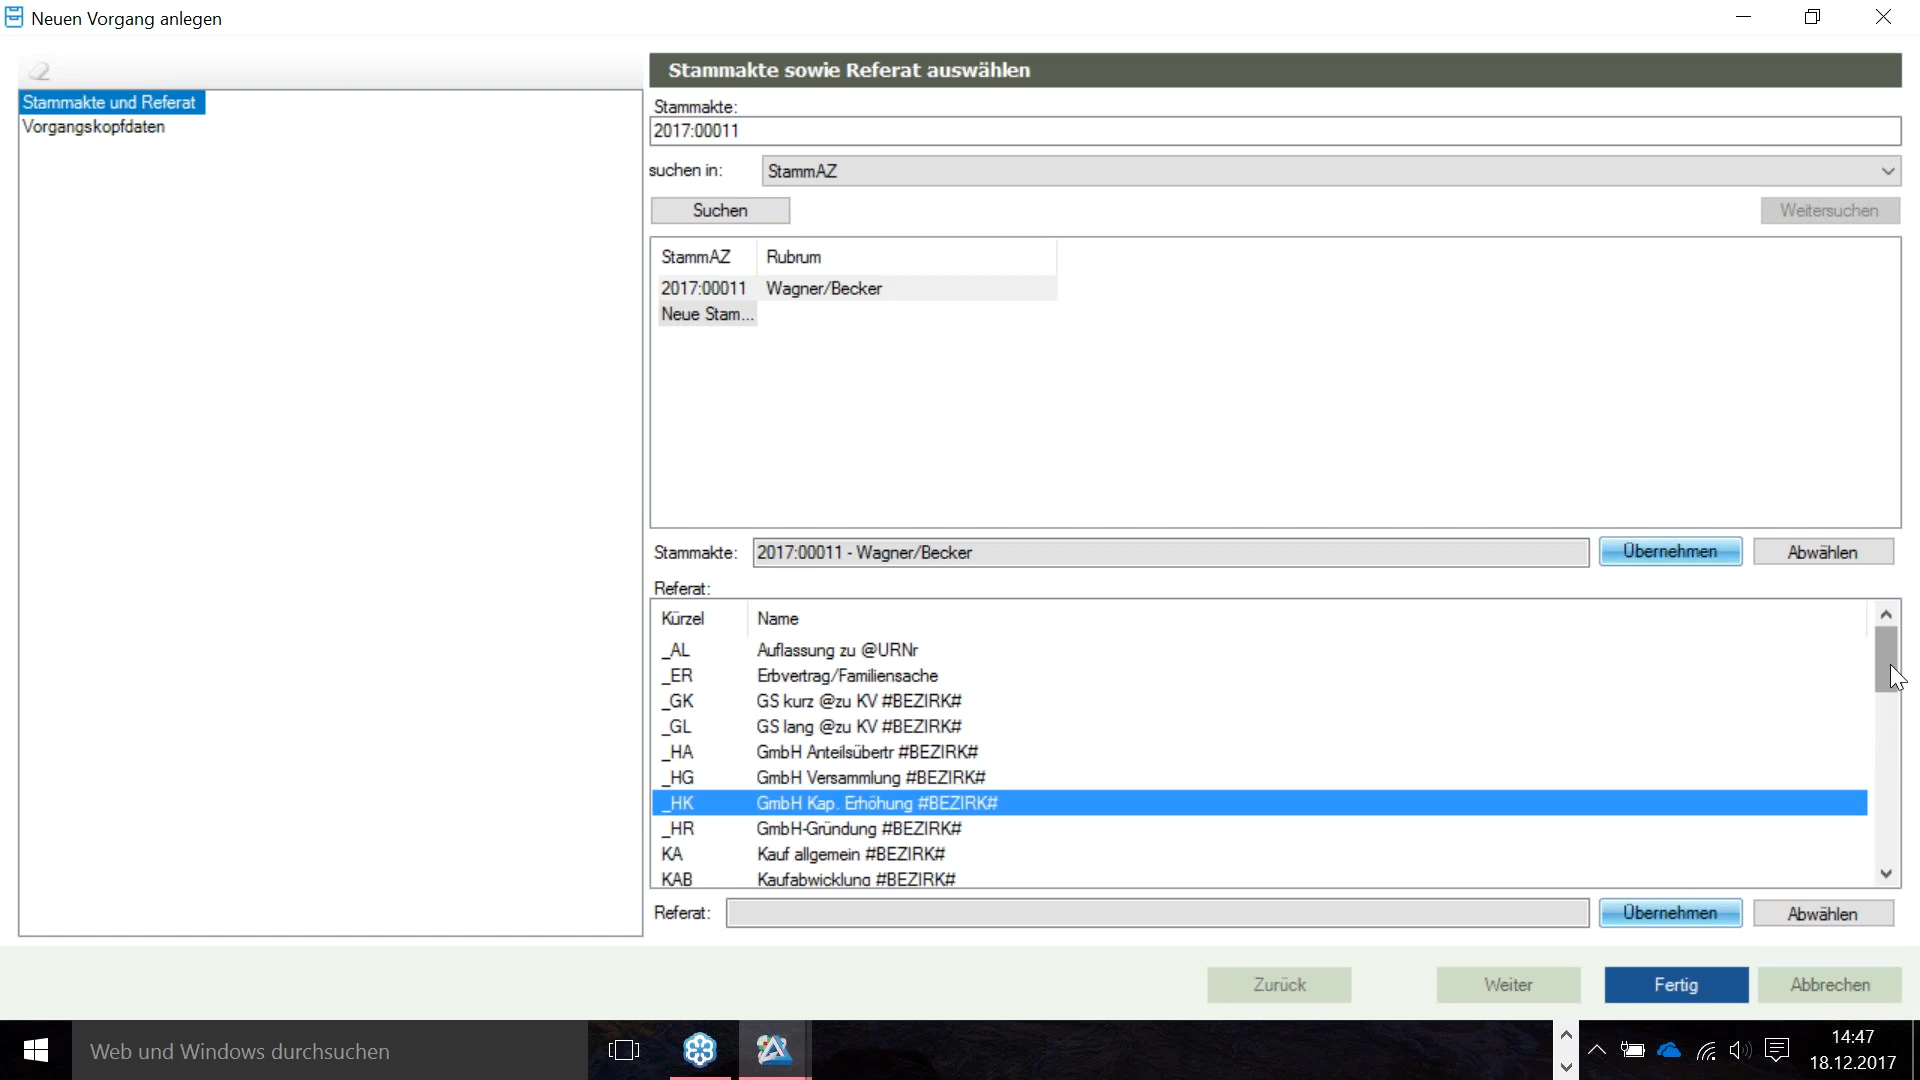 Neuen Vorgang anlegen
Stammakte und Referat
Vorgangskopfdaten
Stammakte sowie Referat auswählen
Stammakte:
2017:00011
suchen in: StammAZ
Suchen Weitersuchen
StammAZ Rubrum
2017:00011 Wagner/Becker
Neue Stam...
Stammakte: 2017:00011 - Wagner/Becker Übernehmen Abwählen
Referat:
Kürzel Name
_AL Auflassung zu @URNr
_ER Erbvertrag/Familiensache
_GK GS kurz @zu KV #BEZIRK#
_GL GS lang @zu KV #BEZIRK#
_HA GmbH Anteilsübertr #BEZIRK#
_HG GmbH Versammlung #BEZIRK#
_HK GmbH Kap. Erhöhung #BEZIRK#
_HR GmbH-Gründung #BEZIRK#
KA Kauf allgemein #BEZIRK#
KAB Kaufabwicklung #BEZIRK#
Referat: Übernehmen Abwählen
Zurück Weiter Fertig Abbrechen
Web und Windows durchsuchen
14:47
18.12.2017